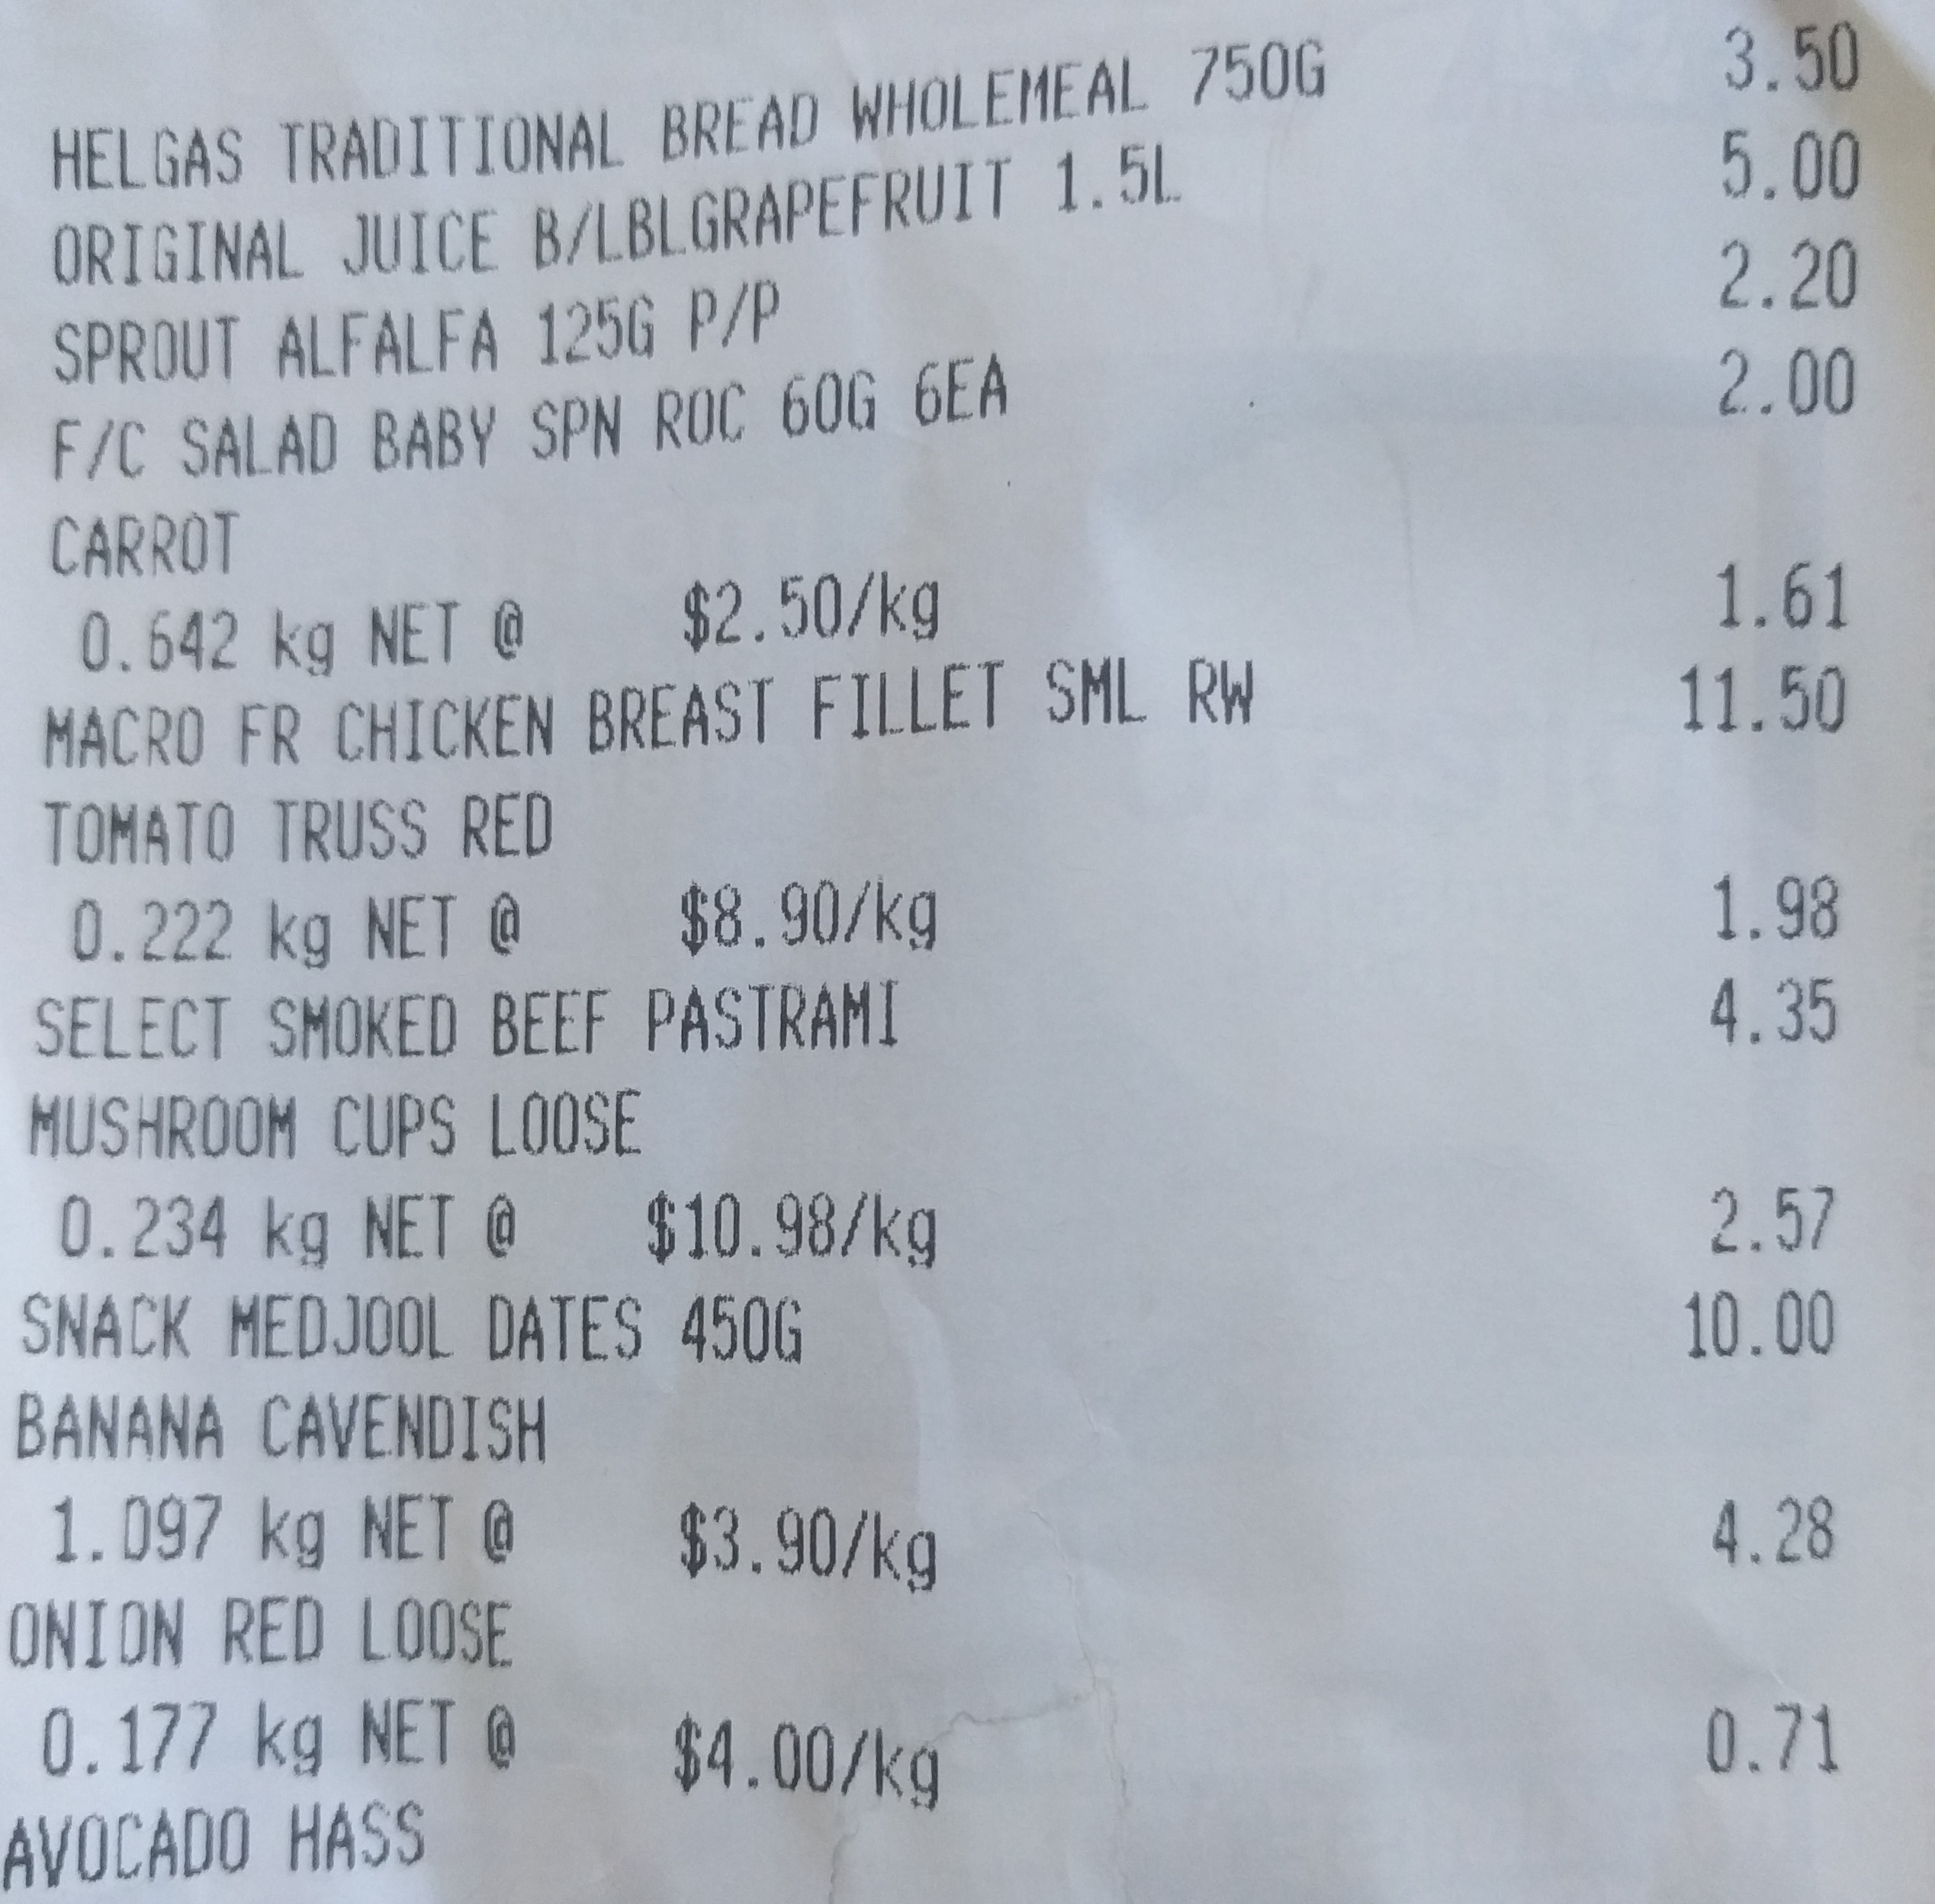 HELGAS TRADITIONAL BREAD WHOLEMEAL 750G 3.50
ORIGINAL JUICE B/LBLGRAPEFRUIT 1.5L 5.00
SPROUT ALFALFA 125G P/P 2.20
F/C SALAD BABY SPN ROC 60G 6EA 2.00
CARROT
0.642 kg NET @ $2.50/kg 1.61
MACRO FR CHICKEN BREAST FILLET SML RW 11.50
TOMATO TRUSS RED
0.222 kg NET @ $8.90/kg 1.98
SELECT SMOKED BEEF PASTRAMI 4.35
MUSHROOM CUPS LOOSE
0.234 kg NET @ $10.98/kg 2.57
SNACK MEDJOOL DATES 450G 10.00
BANANA CAVENDISH
1.097 kg NET @ $3.90/kg 4.28
ONION RED LOOSE
0.177 kg NET @ $4.00/kg 0.71
AVOCADO HASS